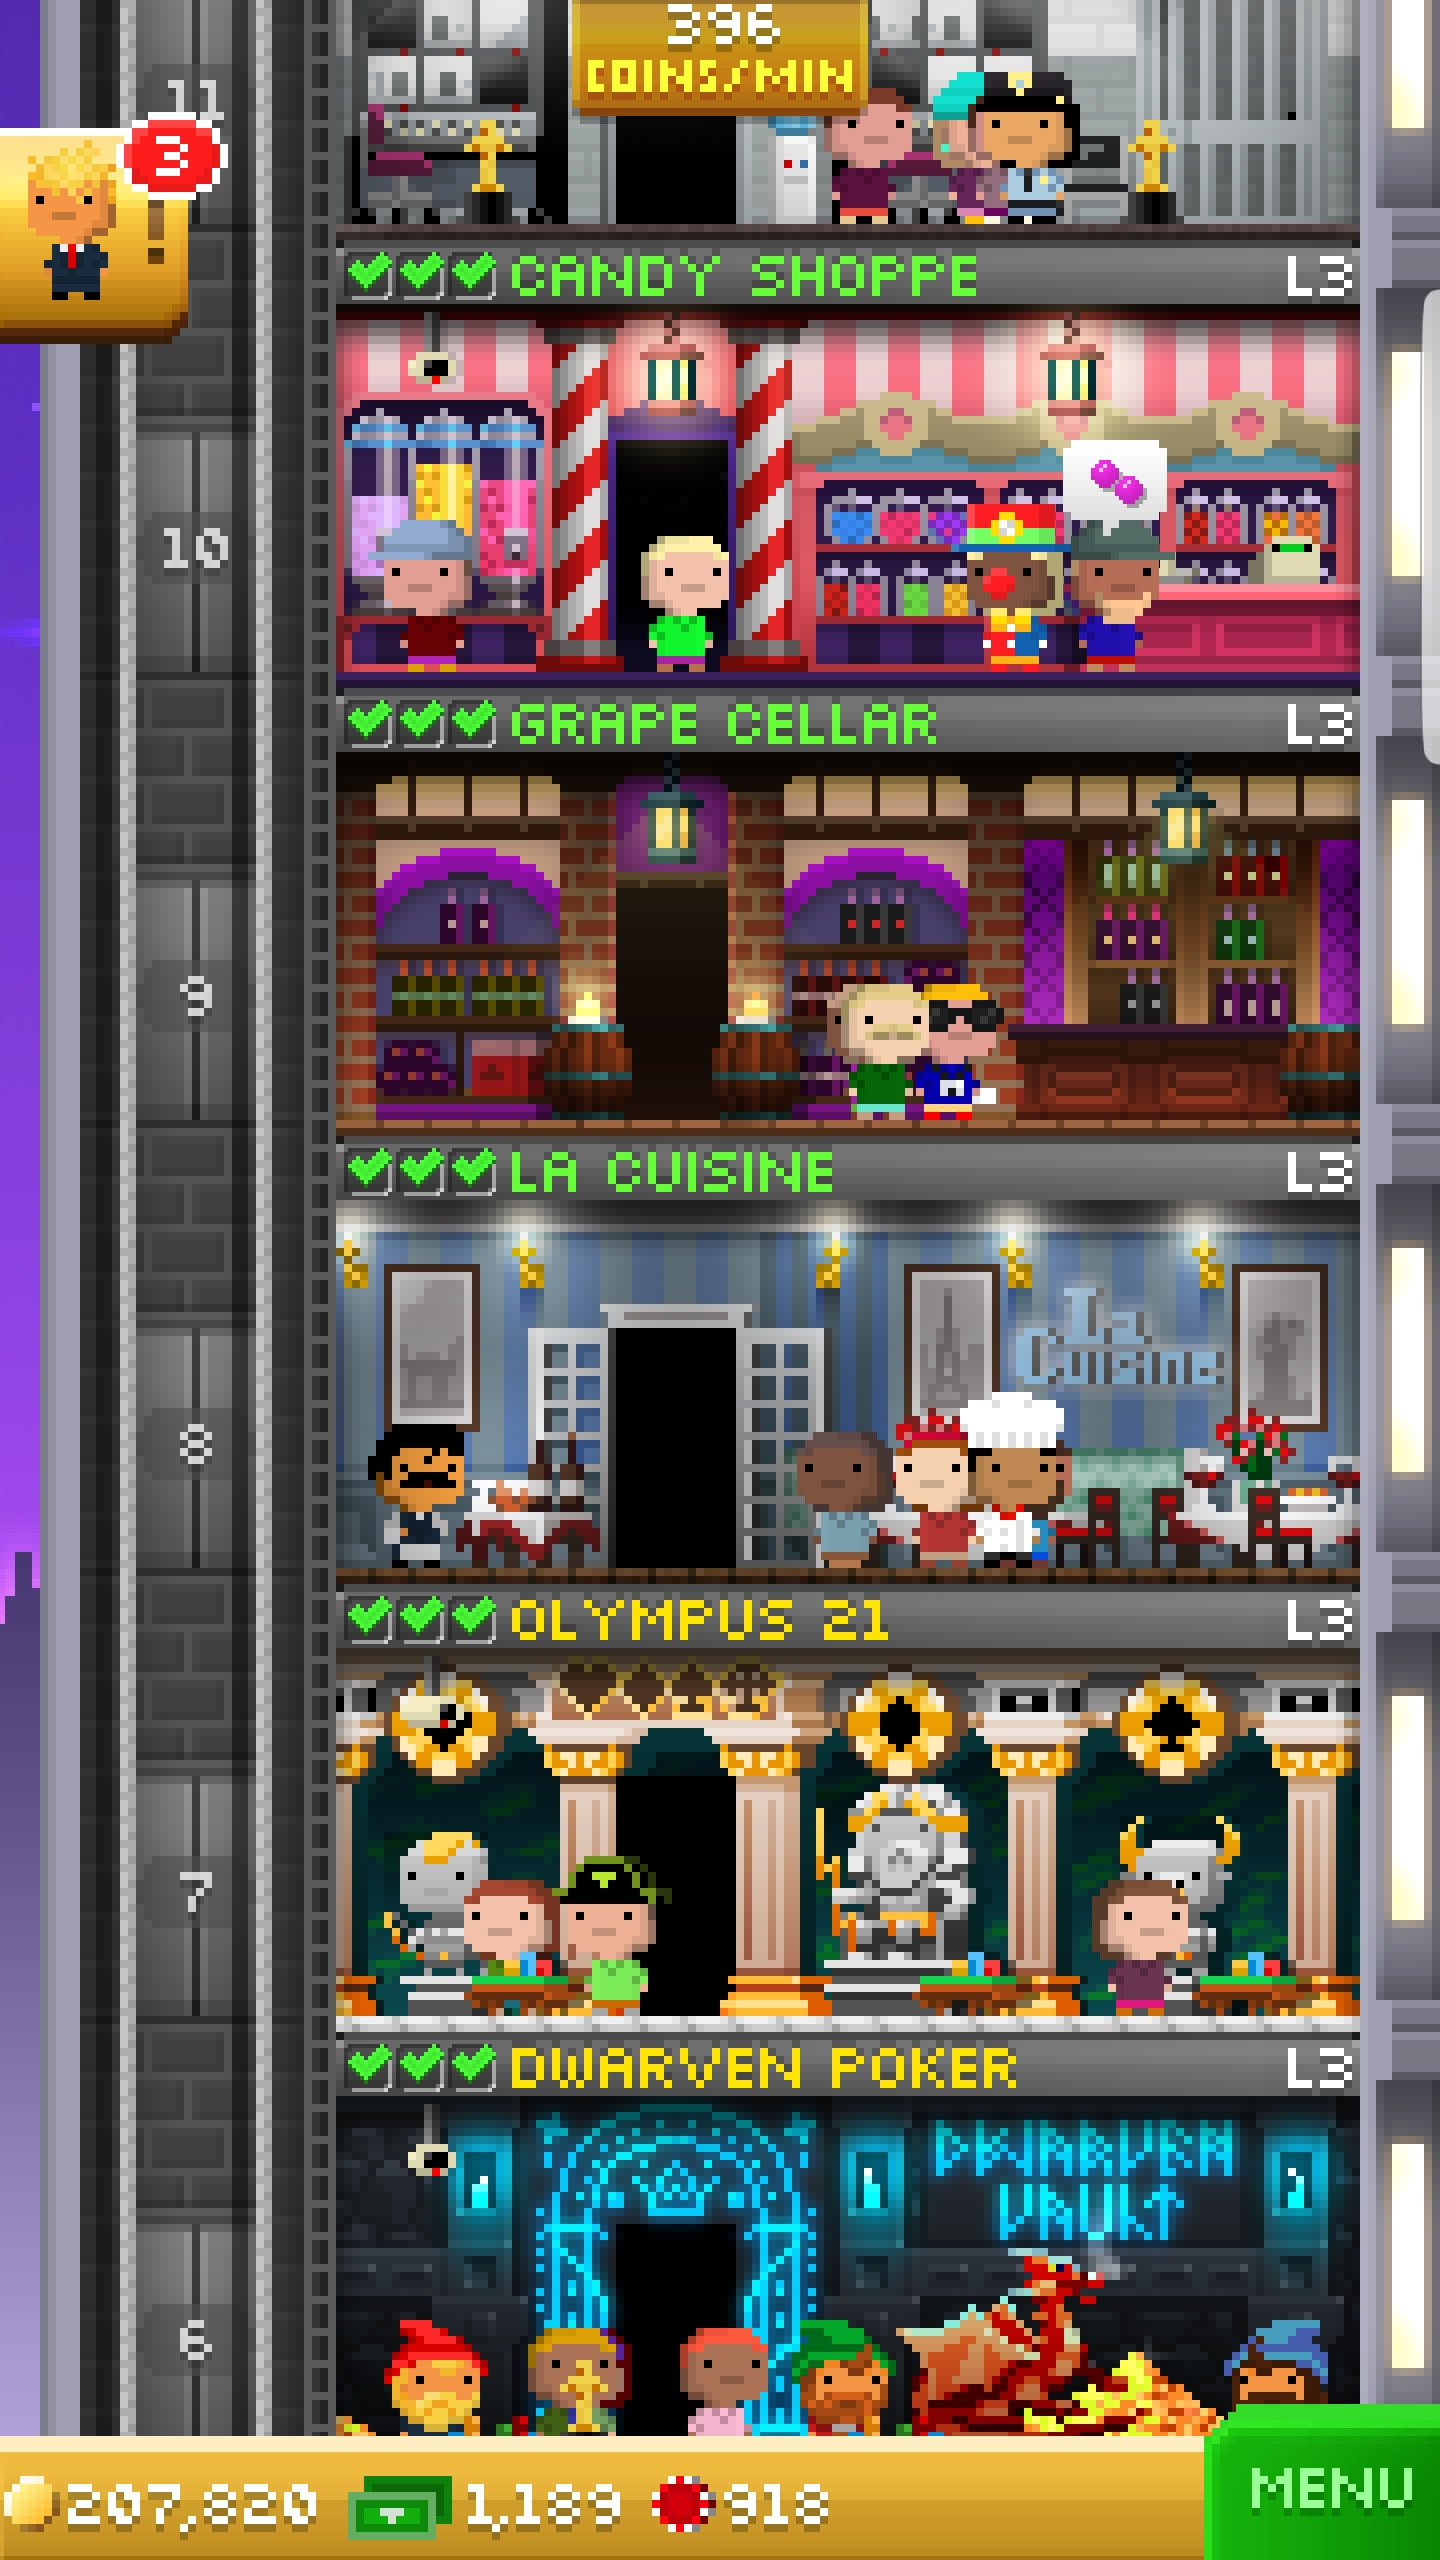 396
COINS/MIN
11
3
!
CANDY SHOPPE L3
10
GRAPE CELLAR L3
9
LA CUISINE L3
La
Cuisine
8
OLYMPUS 21 L3
7
DWARVEN POKER L3
DWARVEN
VAULT
6
207,820 1,189 918
MENU